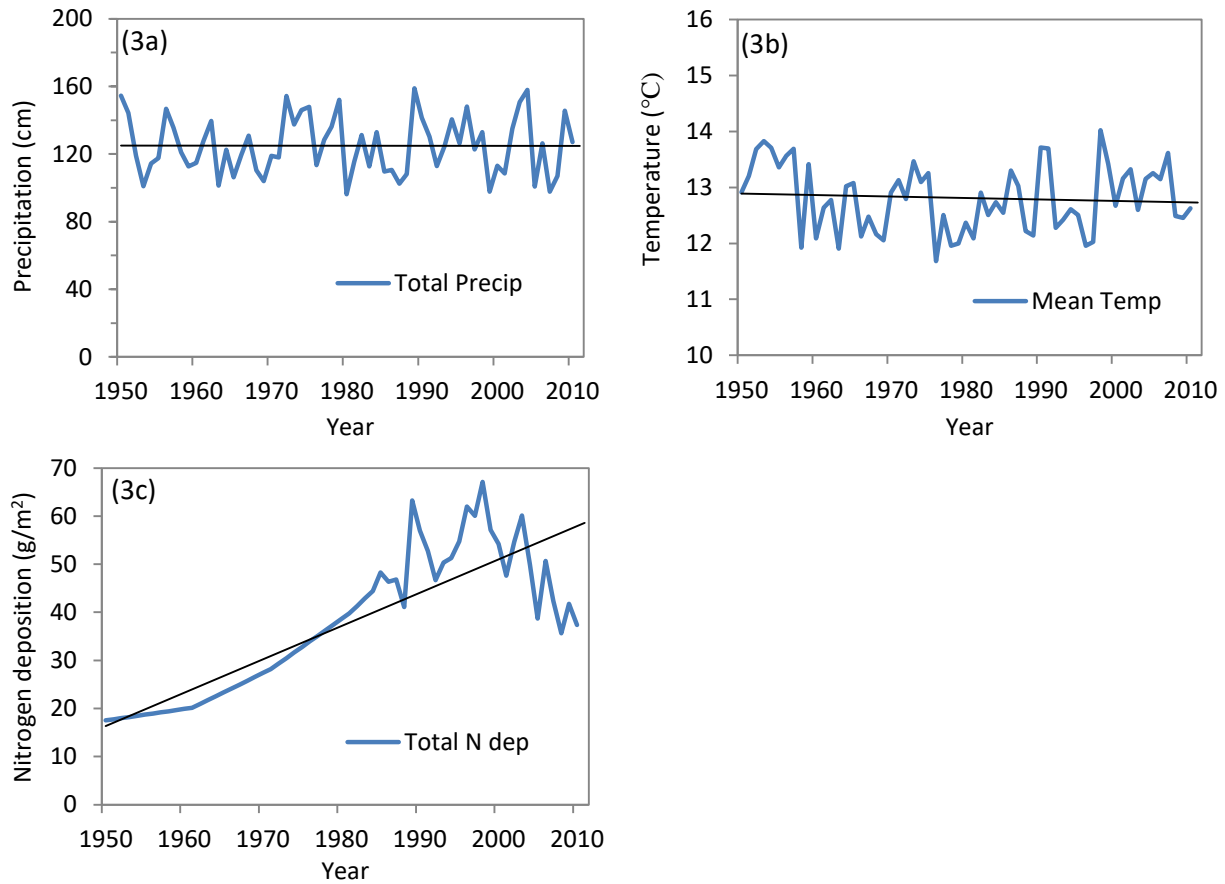 (3a)
Precipitation (cm)
200
160
120
80
40
0
Total Precip
1950 1960 1970 1980 1990 2000 2010
Year
(3b)
Temperature (°C)
16
15
14
13
12
11
10
Mean Temp
1950 1960 1970 1980 1990 2000 2010
Year
(3c)
Nitrogen deposition (g/m²)
70
60
50
40
30
20
10
0
Total N dep
1950 1960 1970 1980 1990 2000 2010
Year